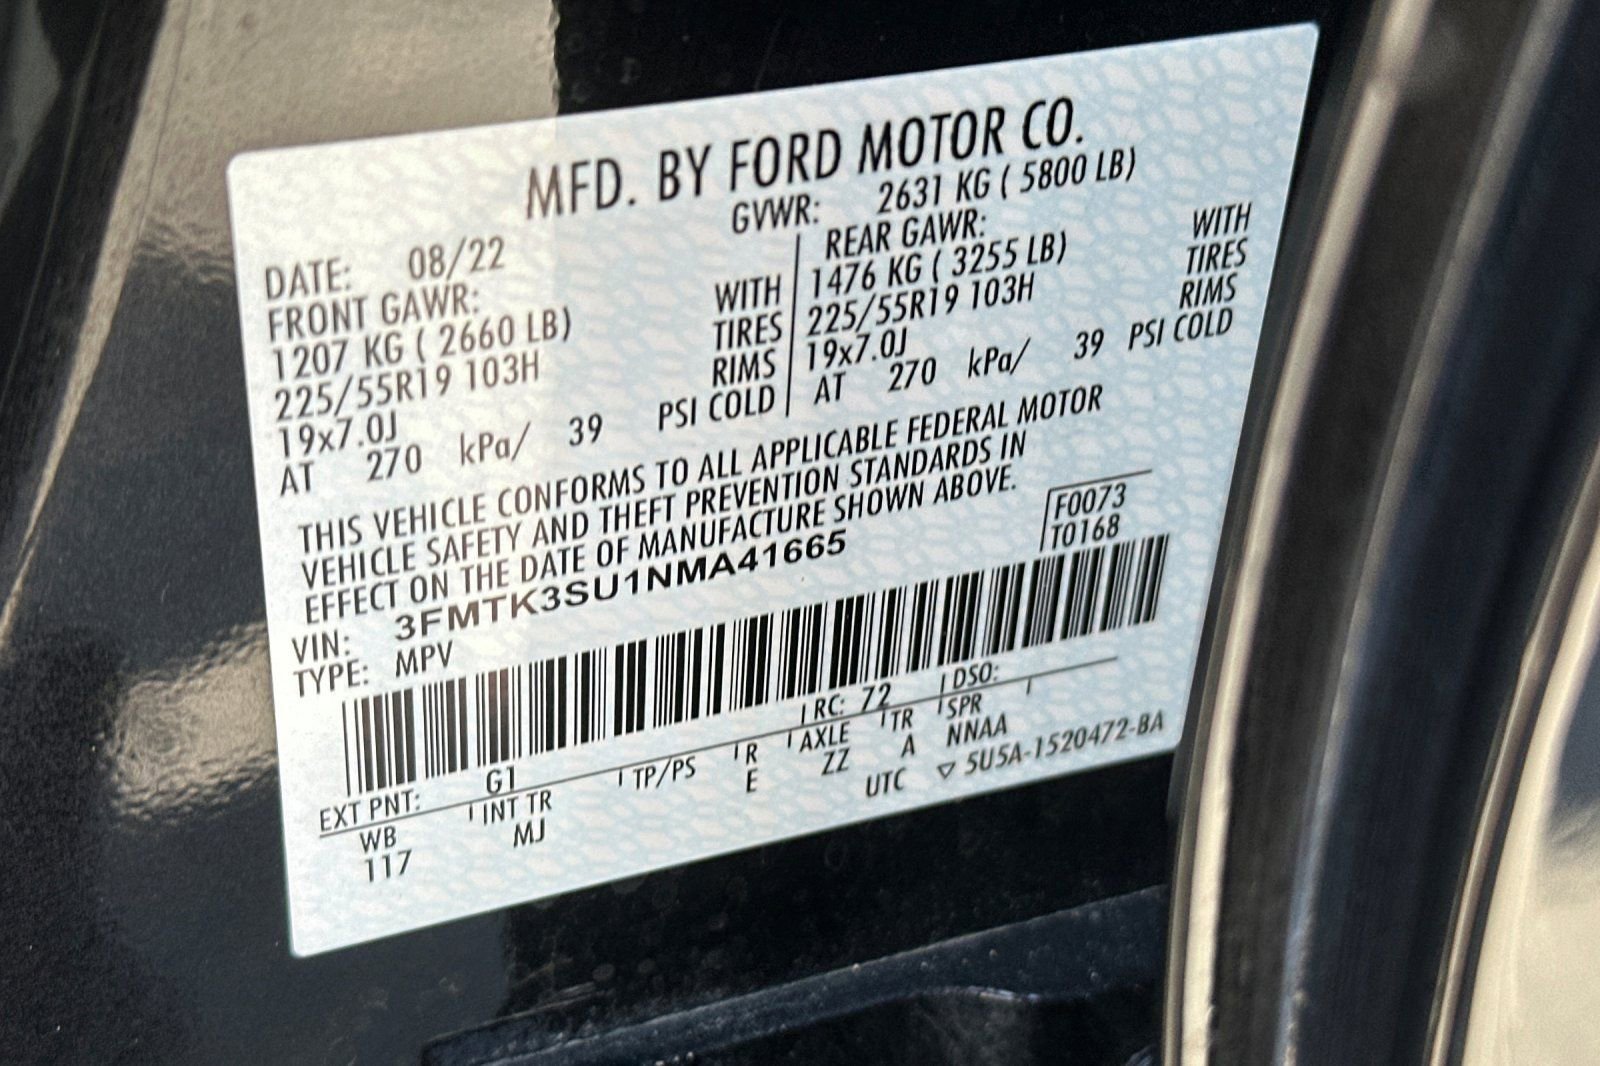 MFD. BY FORD MOTOR CO.
DATE: 08/22 GVWR: 2631 KG ( 5800 LB)
FRONT GAWR: WITH
1207 KG ( 2660 LB) TIRES
225/55R19 103H RIMS
19x7.0J PSI COLD
AT 270 kPa/ 39
REAR GAWR: WITH
1476 KG ( 3255 LB) TIRES
225/55R19 103H RIMS
19x7.0J
AT 270 kPa/ 39 PSI COLD
THIS VEHICLE CONFORMS TO ALL APPLICABLE FEDERAL MOTOR
VEHICLE SAFETY AND THEFT PREVENTION STANDARDS IN
EFFECT ON THE DATE OF MANUFACTURE SHOWN ABOVE.
VIN: 3FMTK3SU1NMA41665
TYPE: MPV
F0073
T0168
EXT PNT: G1 RC: 72 DSO:
WB INT TR TP/PS R AXLE TR SPR
117 MJ E ZZ A NNAA
UTC ▽ 5U5A-1520472-BA